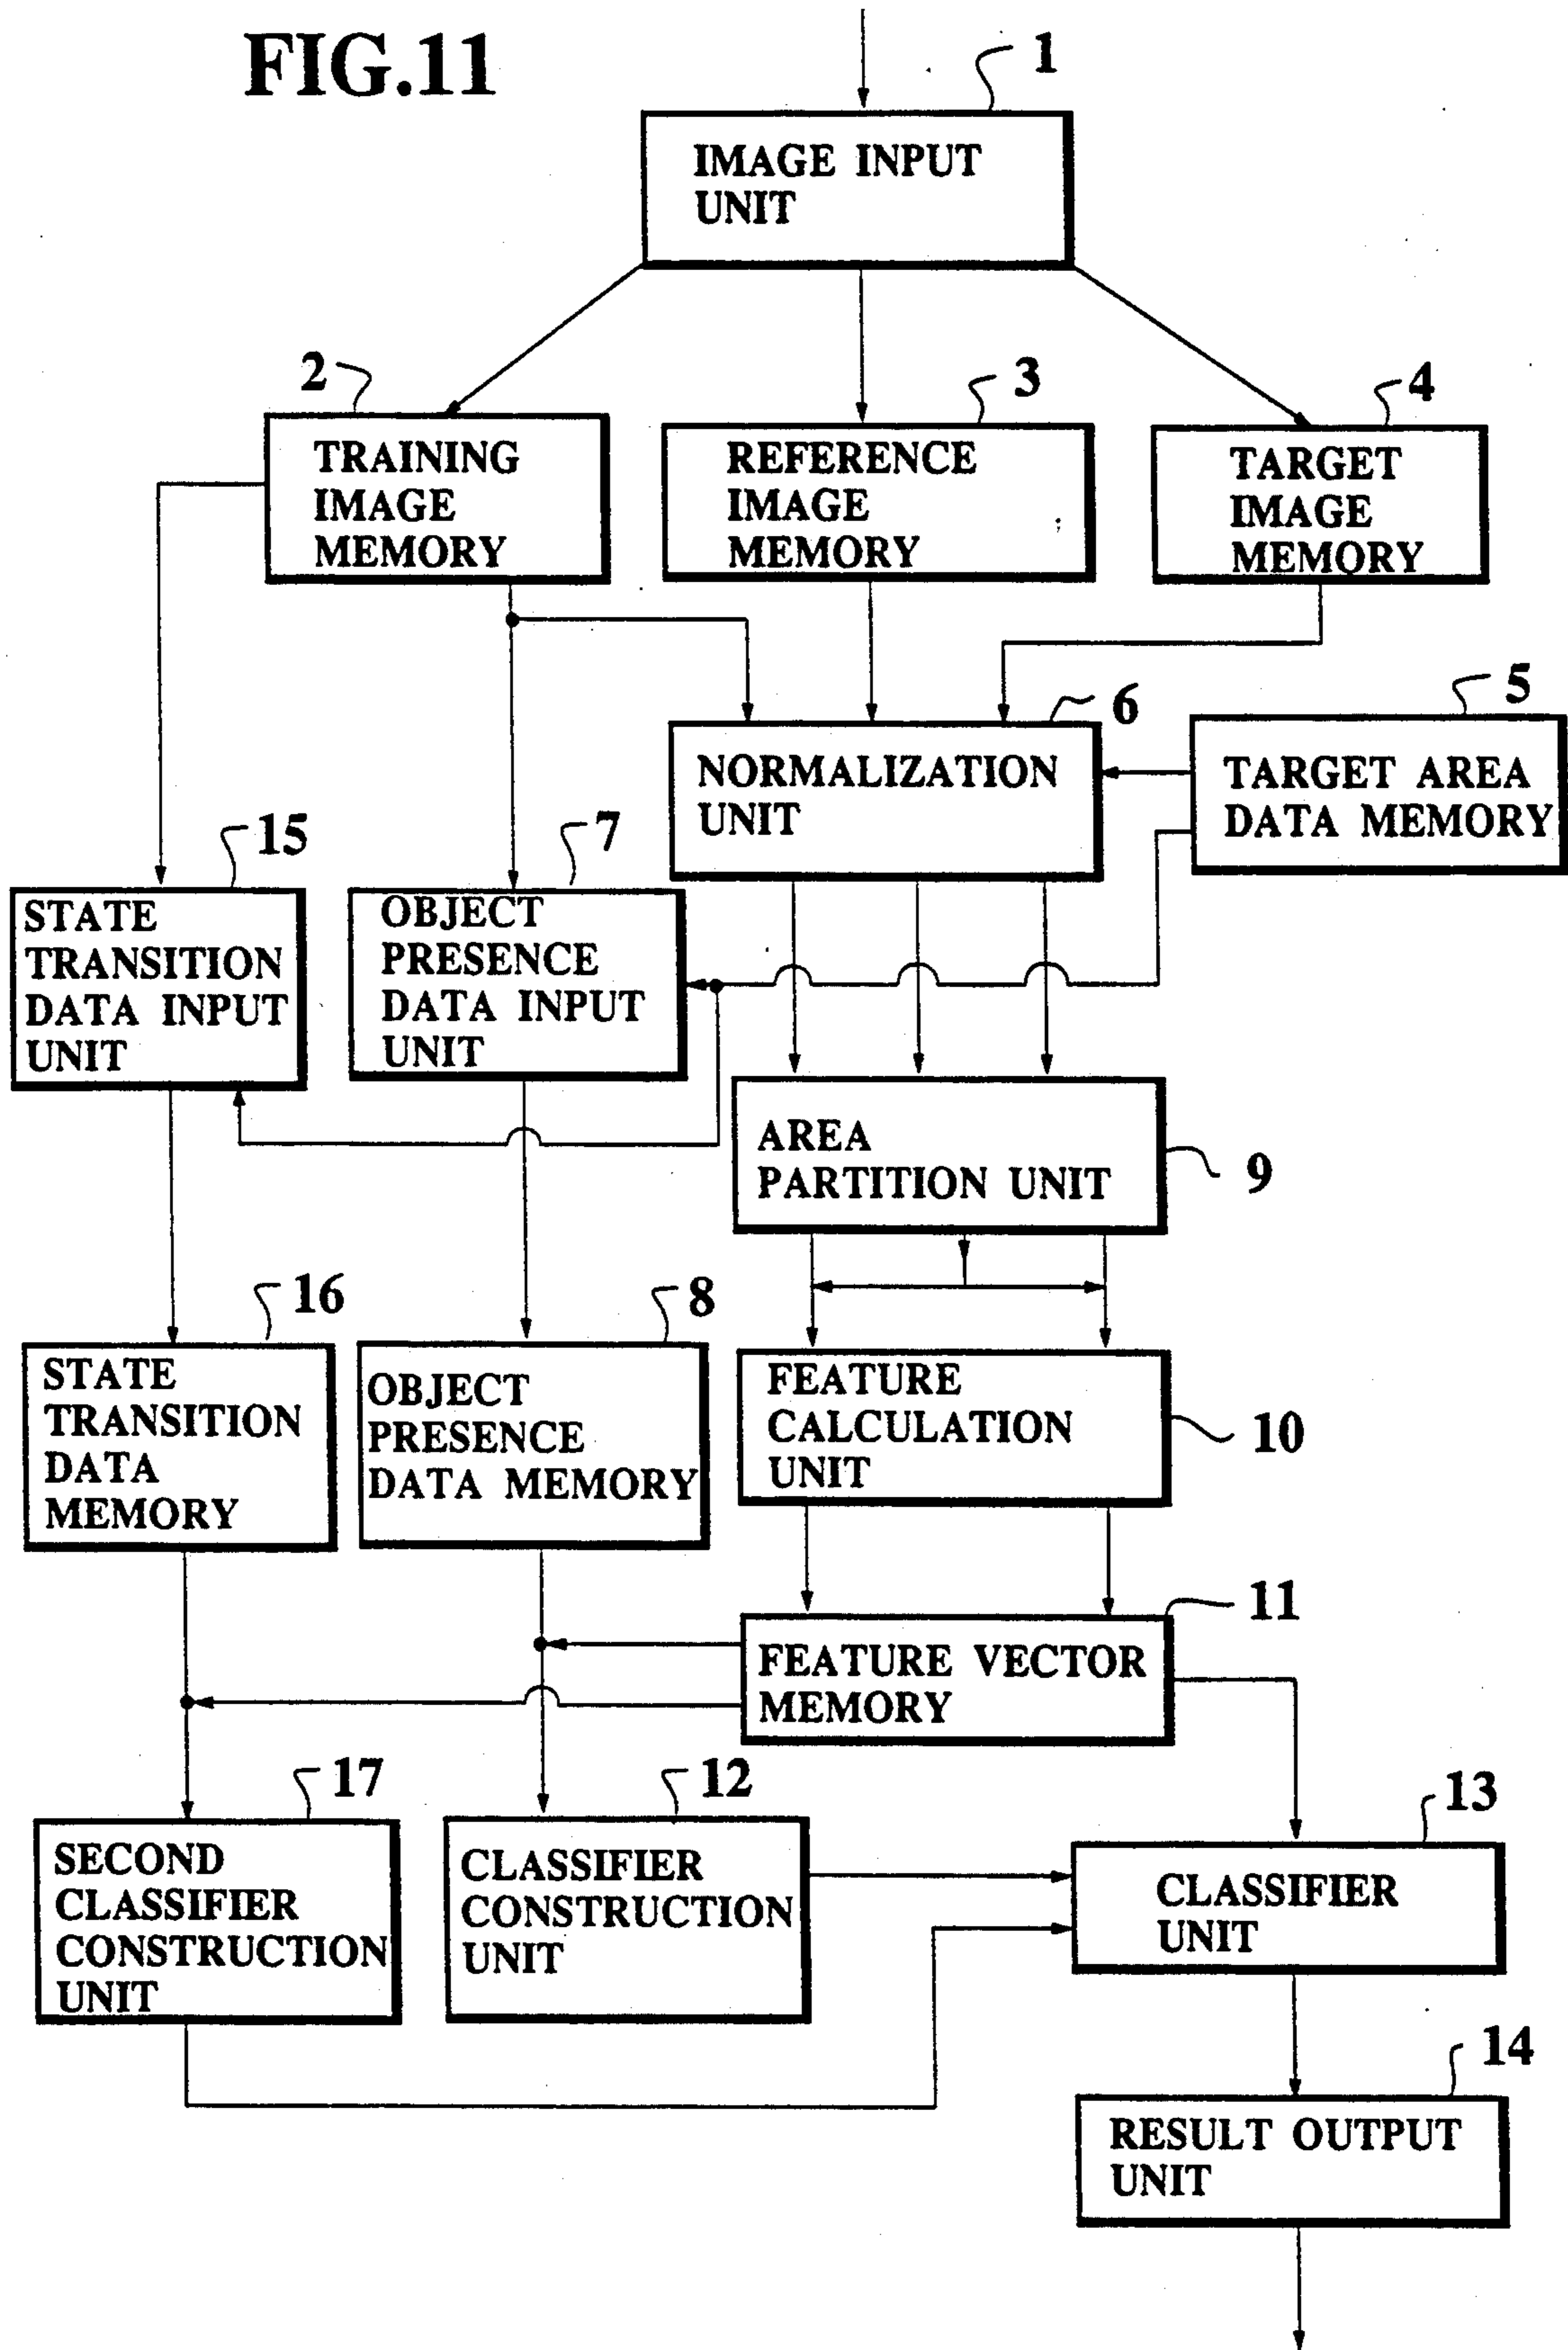 FIG.11
1
IMAGE INPUT
UNIT
2
TRAINING
IMAGE
MEMORY
3
REFERENCE
IMAGE
MEMORY
4
TARGET
IMAGE
MEMORY
5
TARGET AREA
DATA MEMORY
6
NORMALIZATION
UNIT
15
STATE
TRANSITION
DATA INPUT
UNIT
7
OBJECT
PRESENCE
DATA INPUT
UNIT
AREA
PARTITION UNIT
9
16
STATE
TRANSITION
DATA
MEMORY
8
OBJECT
PRESENCE
DATA MEMORY
FEATURE
CALCULATION
UNIT
10
11
FEATURE VECTOR
MEMORY
17
SECOND
CLASSIFIER
CONSTRUCTION
UNIT
12
CLASSIFIER
CONSTRUCTION
UNIT
13
CLASSIFIER
UNIT
14
RESULT OUTPUT
UNIT